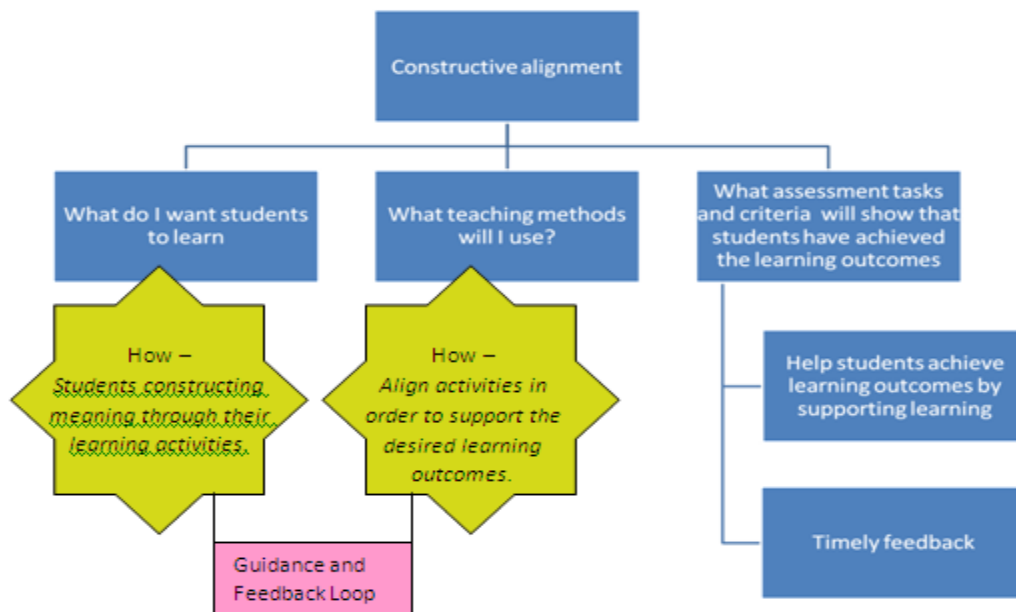 Constructive alignment
What do I want students
to learn
What teaching methods
will I use?
What assessment tasks
and criteria will show that
students have achieved
the learning outcomes
How –
Students constructing
meaning through their
learning activities.
How –
Align activities in
order to support the
desired learning
outcomes.
Help students achieve
learning outcomes by
supporting learning
Timely feedback
Guidance and
Feedback Loop